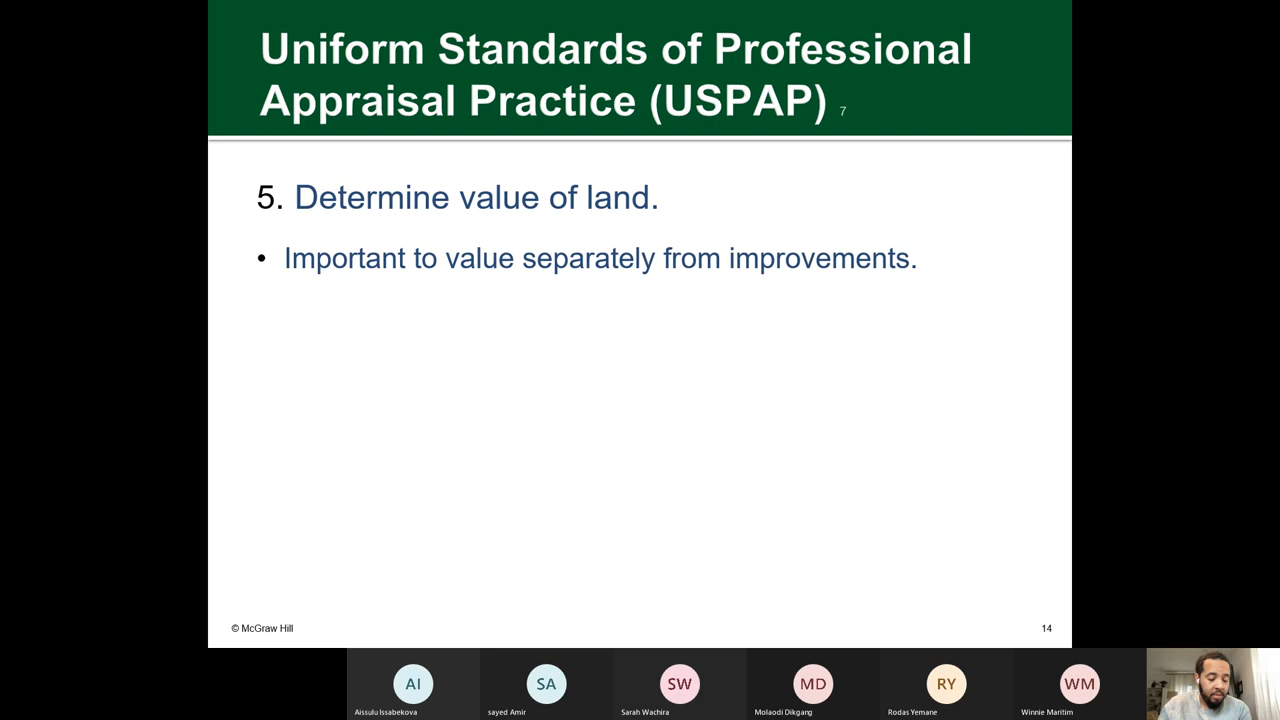 Uniform Standards of Professional
Appraisal Practice (USPAP) 7
5. Determine value of land.
• Important to value separately from improvements.
© McGraw Hill
14
AI
SA
SW
MD
RY
WM
Aissulu Issabekova
sayed Amir
Sarah Wachira
Molaodi Dikgang
Rodas Yemane
Winnie Maritim